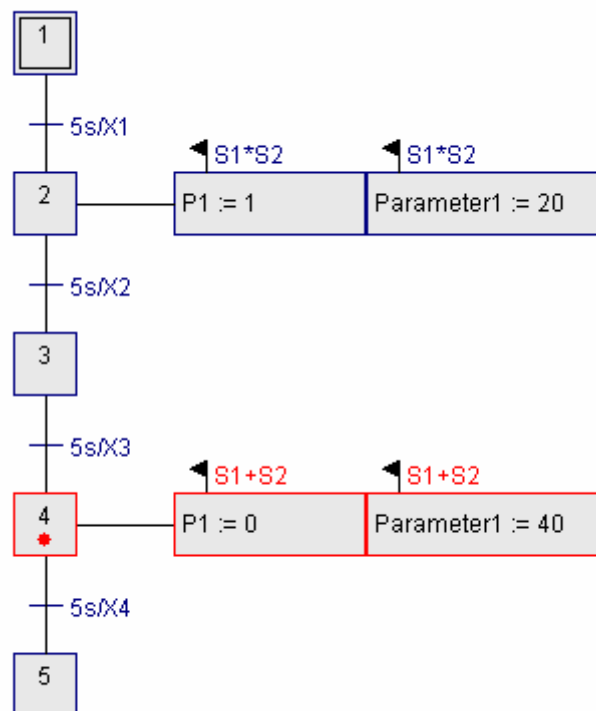 1
5s/X1
S1*S2 S1*S2
2 P1 := 1 Parameter1 := 20
5s/X2
3
5s/X3
S1+S2 S1+S2
4 P1 := 0 Parameter1 := 40
5s/X4
5